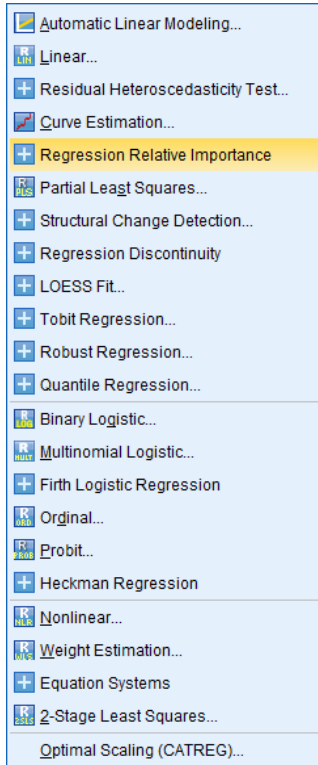 Automatic Linear Modeling...
Linear...
Residual Heteroscedasticity Test...
Curve Estimation...
Regression Relative Importance
Partial Least Squares...
Structural Change Detection...
Regression Discontinuity
LOESS Fit...
Tobit Regression...
Robust Regression...
Quantile Regression...
Binary Logistic...
Multinomial Logistic...
Firth Logistic Regression
Ordinal...
Probit...
Heckman Regression
Nonlinear...
Weight Estimation...
Equation Systems
2-Stage Least Squares...
Optimal Scaling (CATREG)...